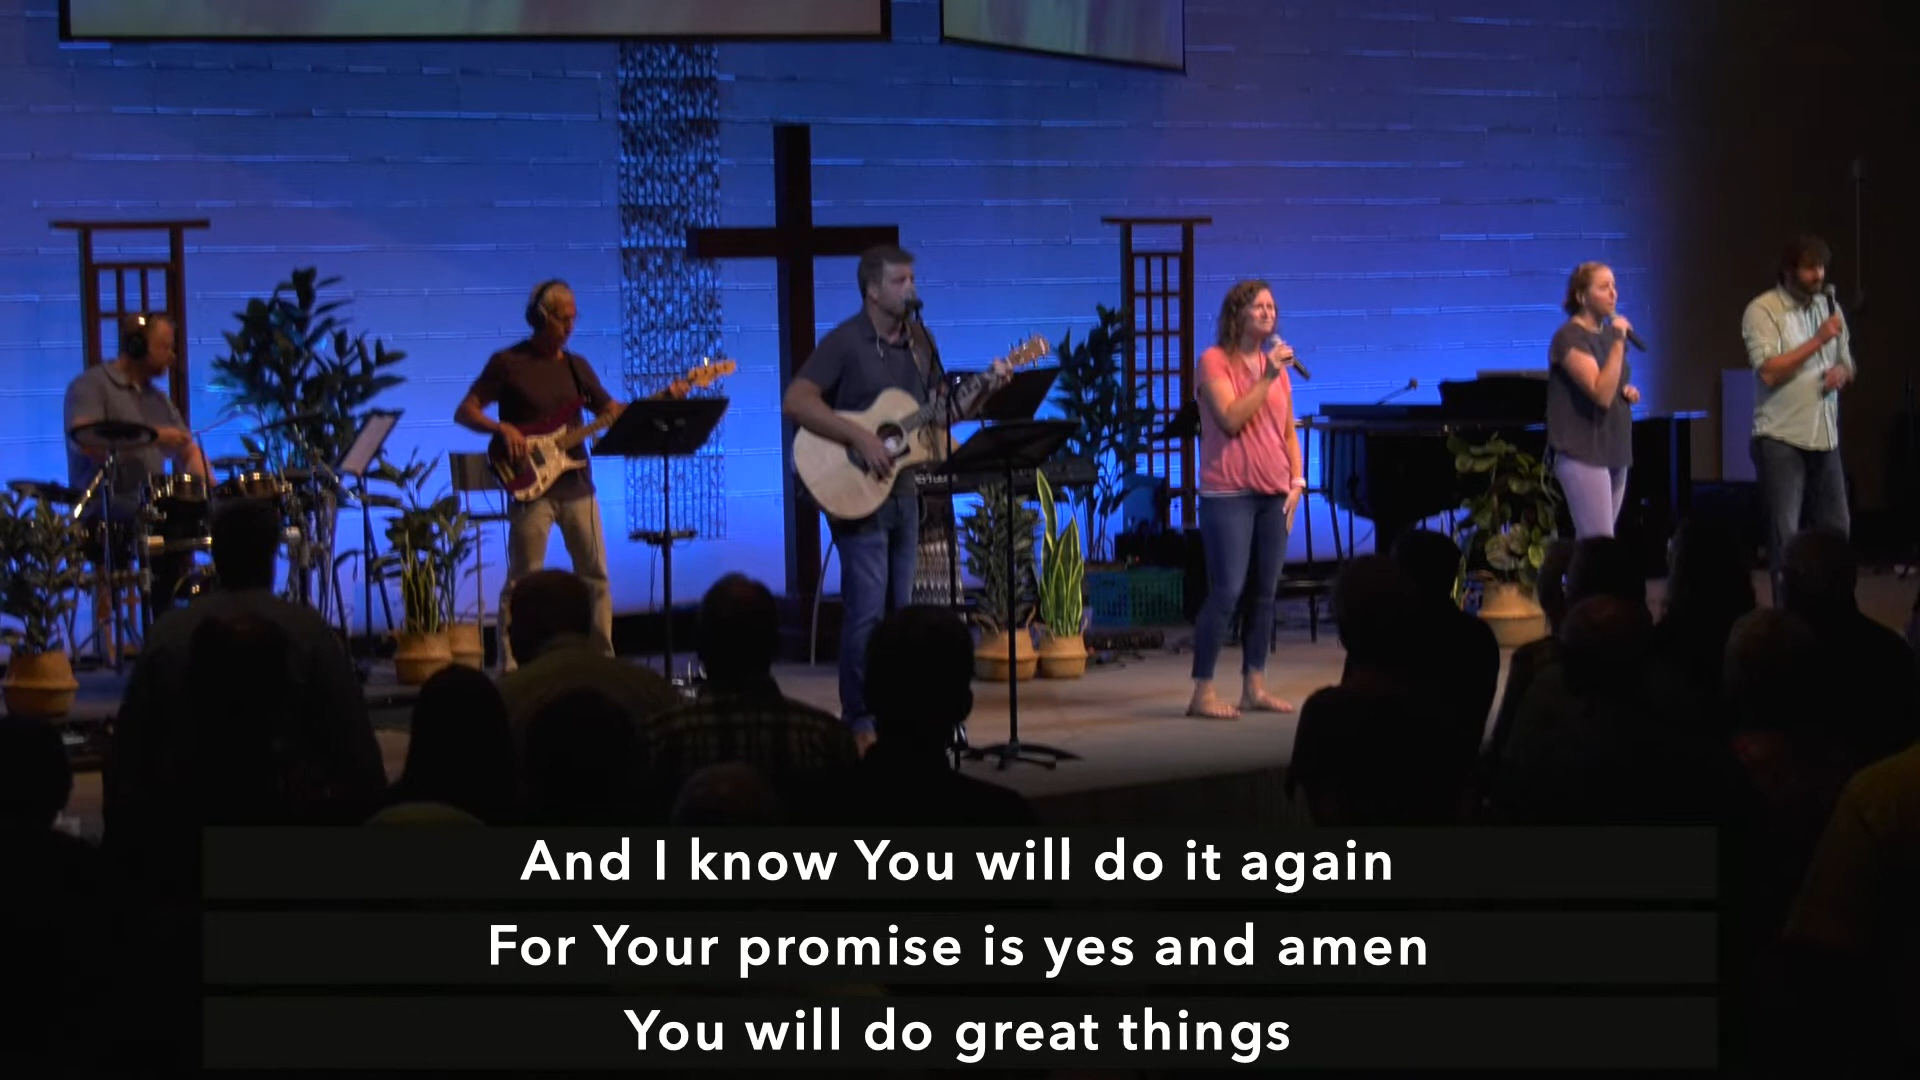 And I know You will do it again
For Your promise is yes and amen
You will do great things